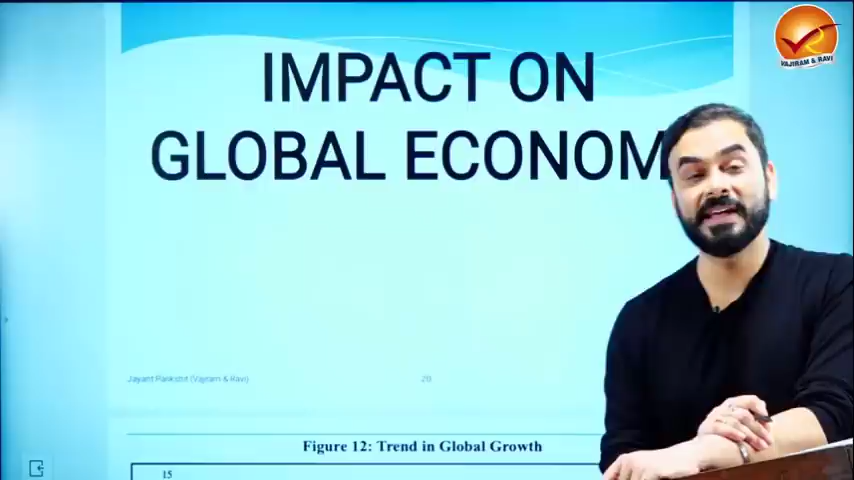 VAJIRAM & RAVI
IMPACT ON
GLOBAL ECONOM
Jayant Parikshit (Vajiram & Ravi)
20
Figure 12: Trend in Global Growth
15